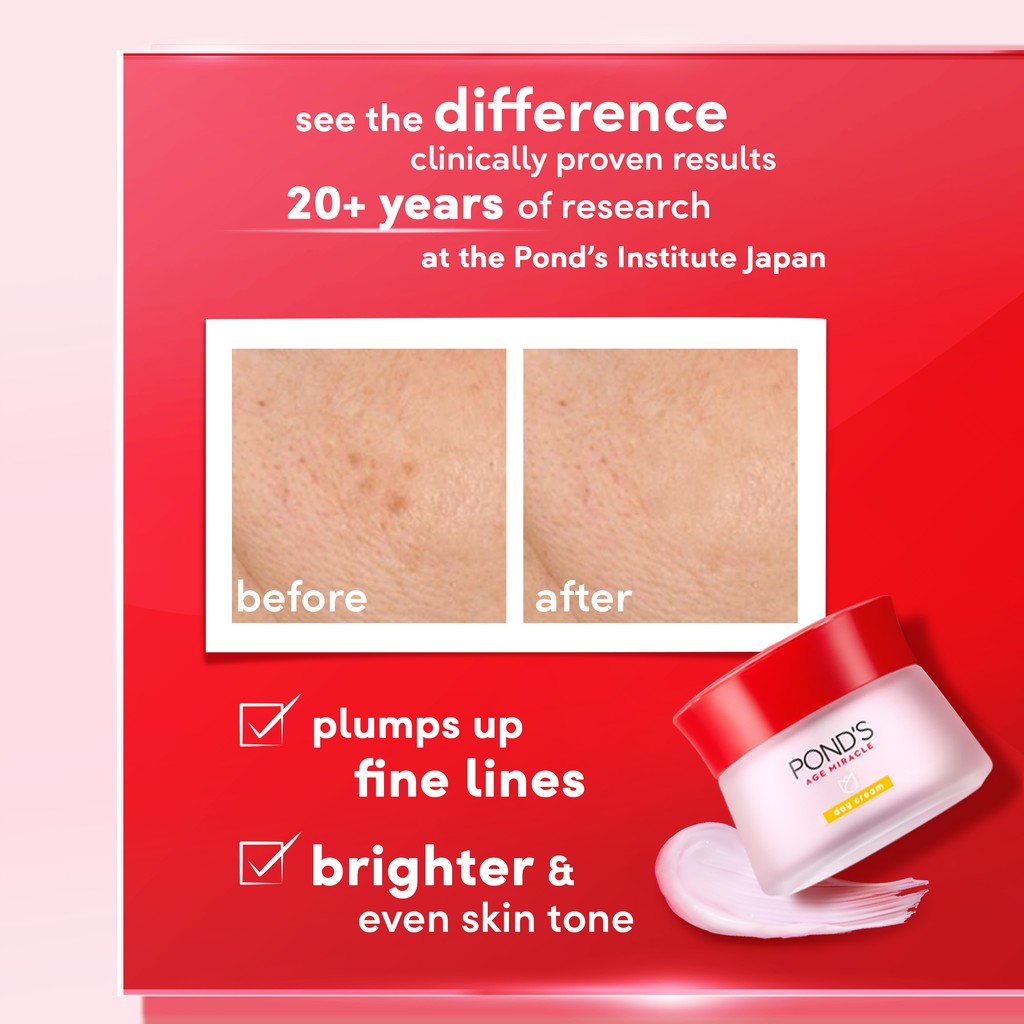 see the difference
clinically proven results
20+ years of research
at the Pond's Institute Japan
before
after
plumps up
fine lines
brighter &
even skin tone
POND'S
AGE MIRACLE
day cream